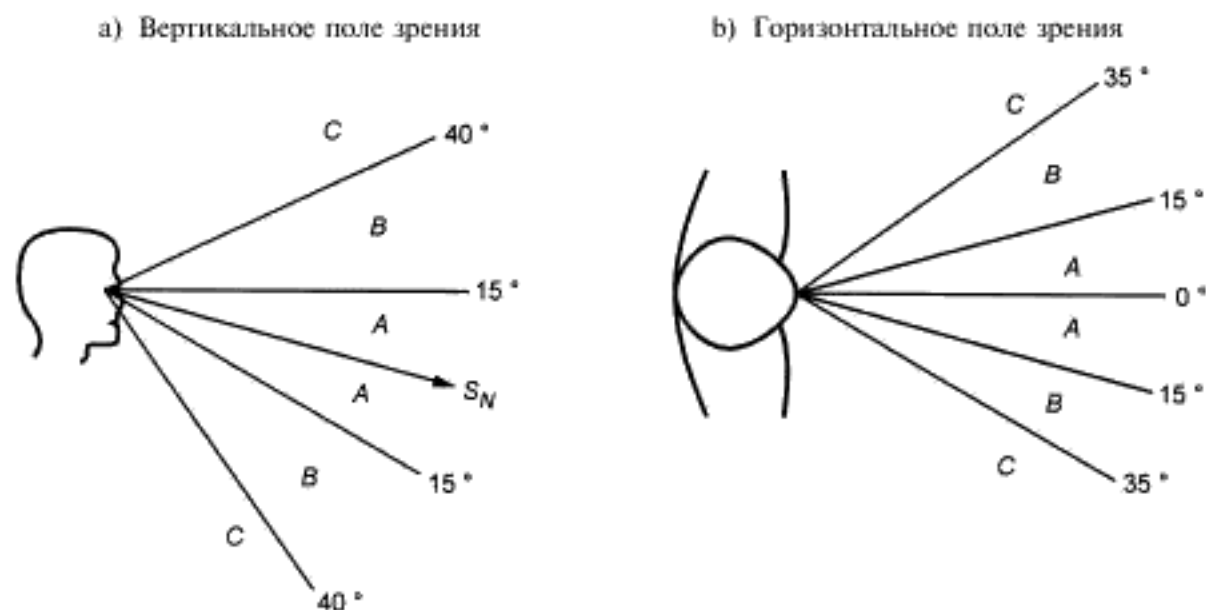 a) Вертикальное поле зрения
C
40 °
B
15 °
A
S_N
A
15 °
B
C
40 °
b) Горизонтальное поле зрения
35 °
C
B
15 °
A
0 °
A
15 °
B
C
35 °